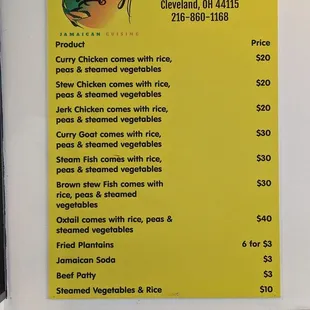 Cleveland, OH 44115
216-860-1168
JAMAICAN CUISINE
Product Price
Curry Chicken comes with rice, $20
peas & steamed vegetables
Stew Chicken comes with rice, $20
peas & steamed vegetables
Jerk Chicken comes with rice, $20
peas & steamed vegetables
Curry Goat comes with rice, $30
peas & steamed vegetables
Steam Fish comes with rice, $30
peas & steamed vegetables
Brown stew Fish comes with $30
rice, peas & steamed
vegetables
Oxtail comes with rice, peas & $40
steamed vegetables
Fried Plantains 6 for $3
Jamaican Soda $3
Beef Patty $3
Steamed Vegetables & Rice $10